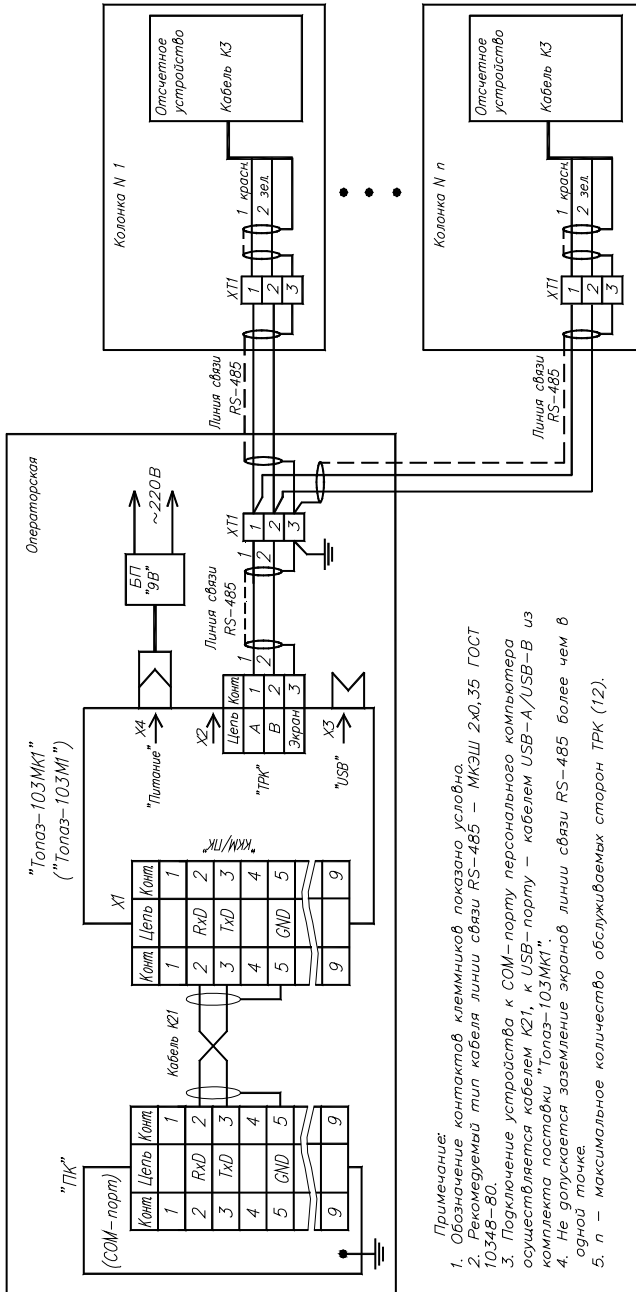 Операторская
"ПК"
(СОМ-порт)
Конт. Цепь Конт.
1 1
2 RxD 2
3 TxD 3
4 4
5 GND 5
9 9
Кабель К21
"Топаз-103МК1"
("Топаз-103М1")
X1
Конт. Цепь Конт.
1 1
2 RxD 2
3 TxD 3
4 4
5 GND 5
9 9
"ККМ/ПК"
X4
"Питание"
БП
"9В"
~220В
X2
"ТРК"
Цепь Конт.
A 1
B 2
Экран 3
X3
"USB"
1
2
Линия связи
RS-485
1
2
XT1
1
2
3
Линия связи
RS-485
Колонка N 1
XT1
1
2
3
1 красн.
2 зел.
Отсчетное
устройство
Кабель К3
Линия связи
RS-485
Колонка N n
XT1
1
2
3
1 красн.
2 зел.
Отсчетное
устройство
Кабель К3
Примечание:
1. Обозначение контактов клеммников показано условно.
2. Рекомедуемый тип кабеля линии связи RS-485 – МКЭШ 2х0,35 ГОСТ
10348-80.
3. Подключение устройства к СОМ-порту персонального компьютера
осуществляется кабелем К21, к USB-порту – кабелем USB-A/USB-B из
комплекта поставки "Топаз-103МК1".
4. Не допускается заземление экранов линии связи RS-485 более чем в
одной точке.
5. n – максимальное количество обслуживаемых сторон ТРК (12).